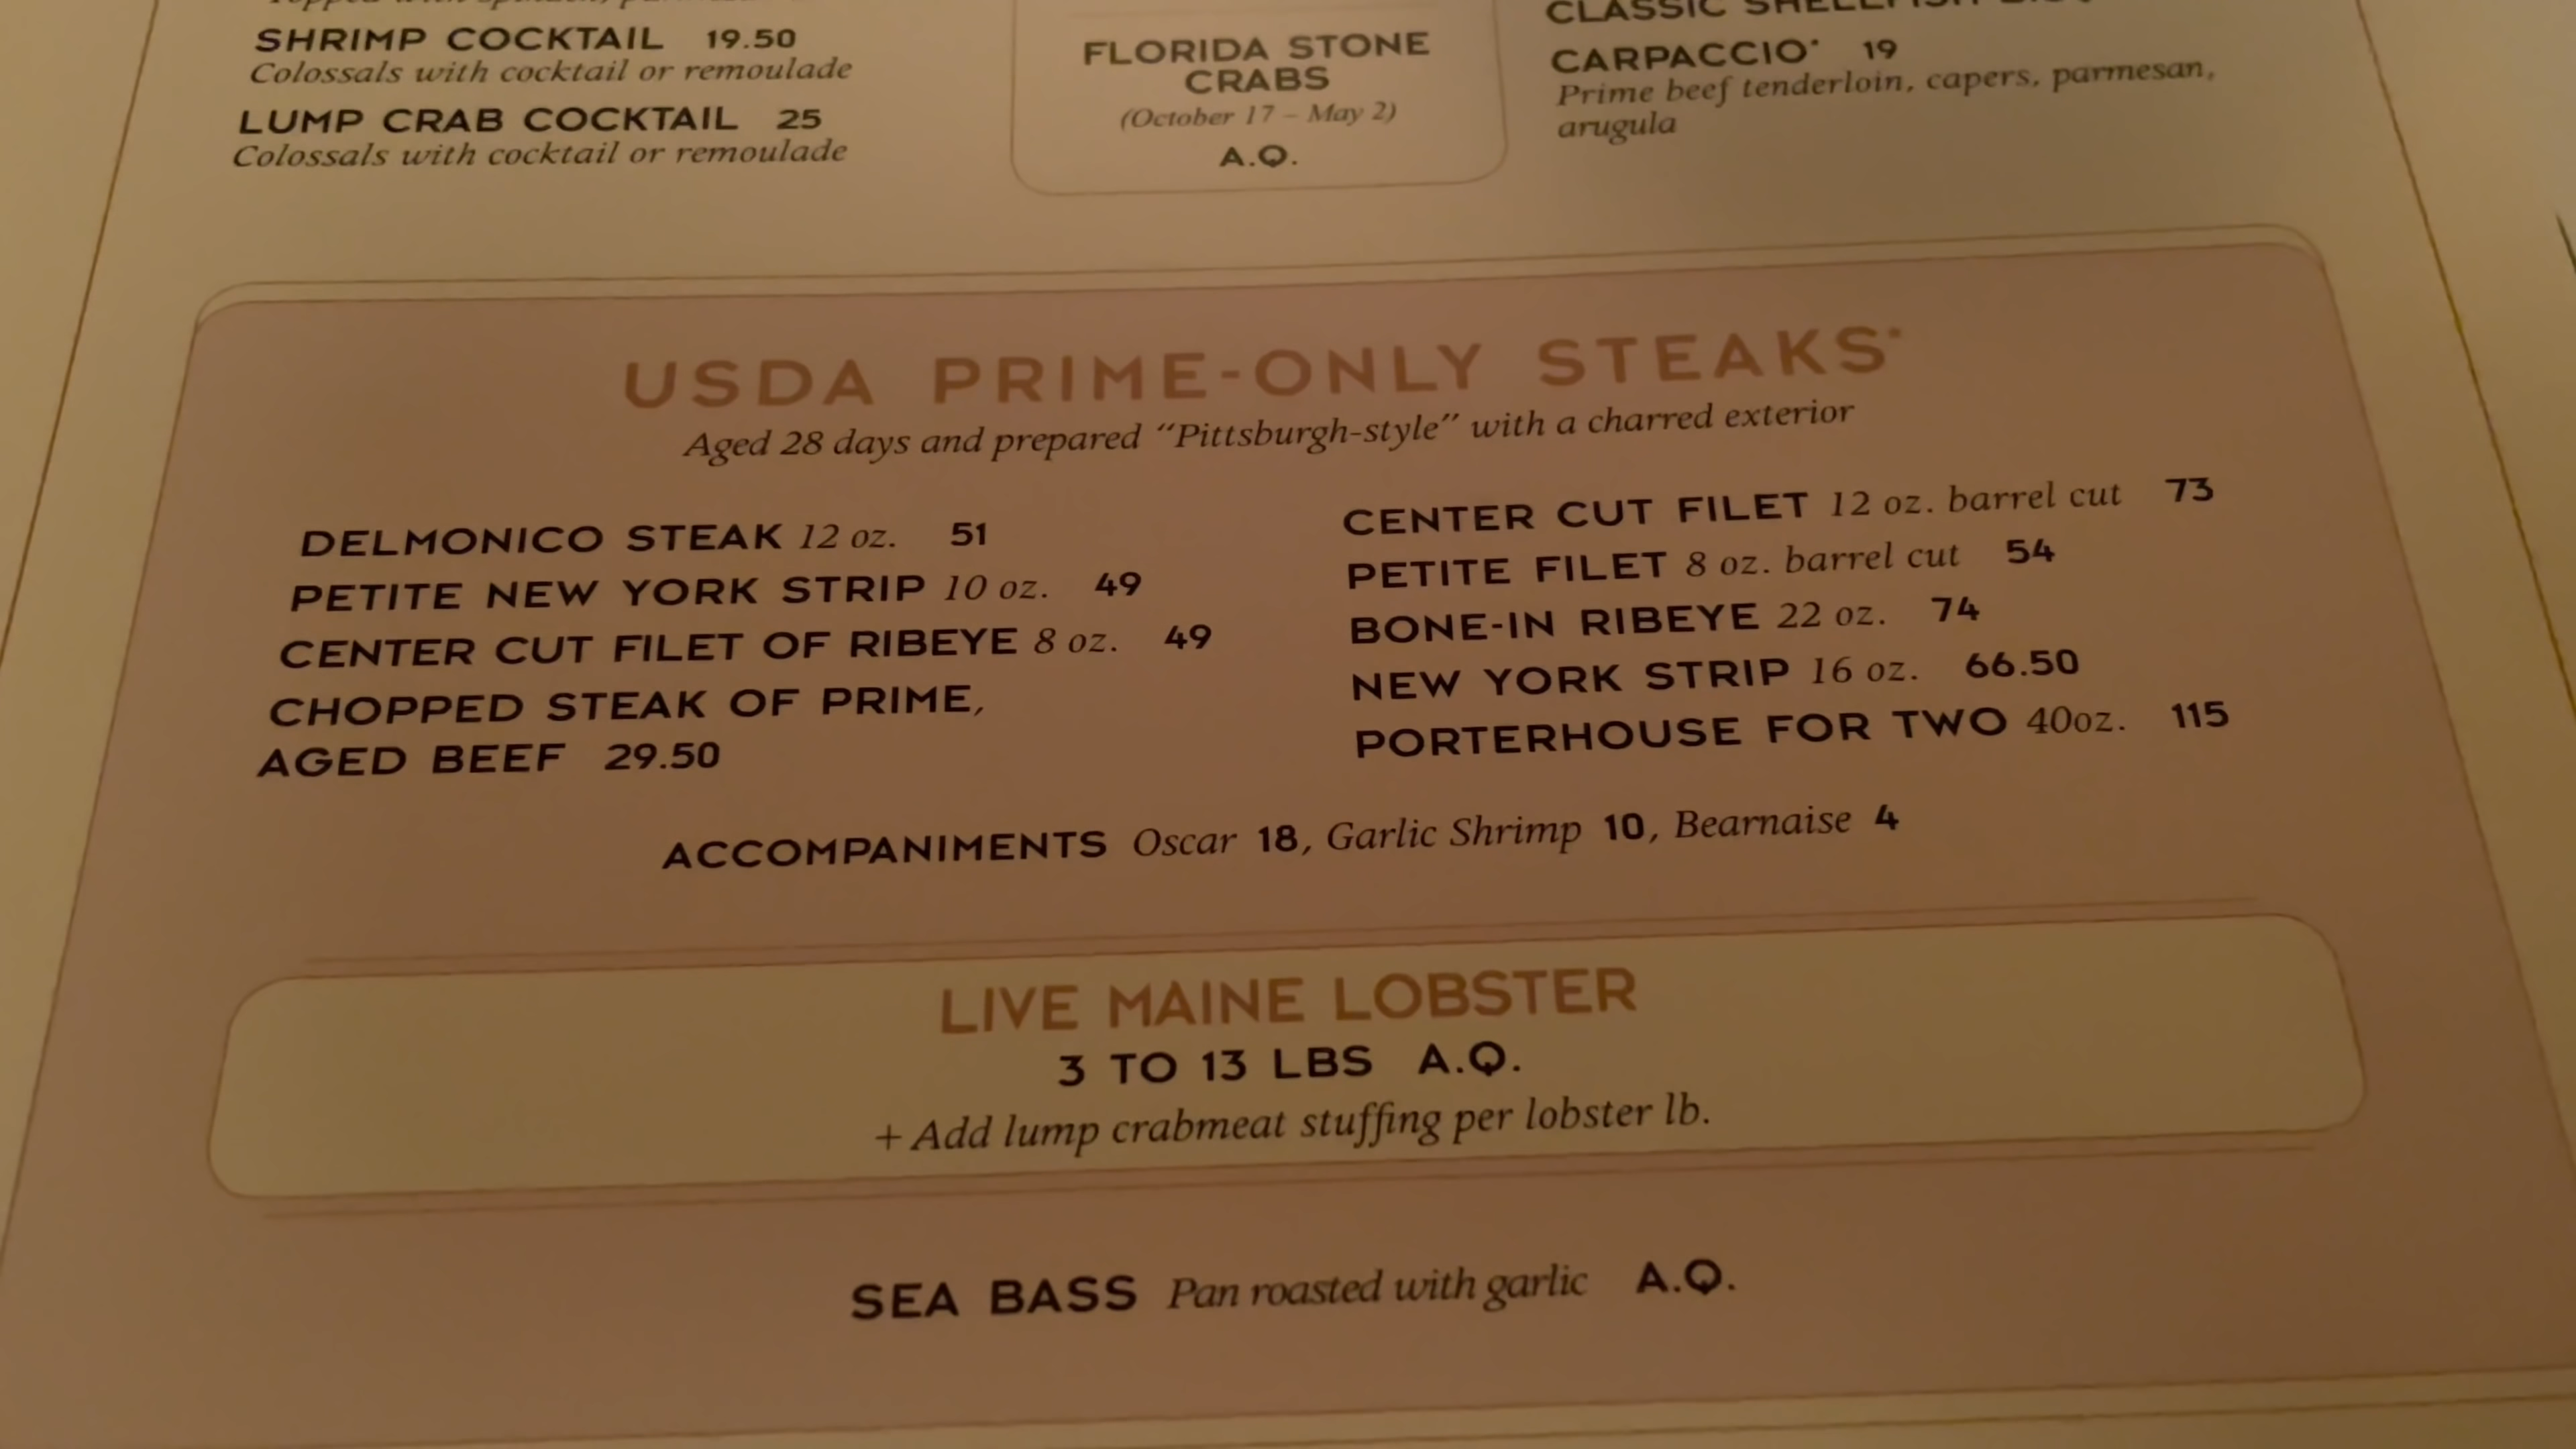 SHRIMP COCKTAIL 19.50
Colossals with cocktail or remoulade
LUMP CRAB COCKTAIL 25
Colossals with cocktail or remoulade
FLORIDA STONE
CRABS
(October 17 – May 2)
A.Q.
CLASSIC SHELLFISH
CARPACCIO* 19
Prime beef tenderloin, capers, parmesan,
arugula
USDA PRIME-ONLY STEAKS*
Aged 28 days and prepared “Pittsburgh-style” with a charred exterior
DELMONICO STEAK 12 oz. 51
PETITE NEW YORK STRIP 10 oz. 49
CENTER CUT FILET OF RIBEYE 8 oz. 49
CHOPPED STEAK OF PRIME,
AGED BEEF 29.50
CENTER CUT FILET 12 oz. barrel cut 73
PETITE FILET 8 oz. barrel cut 54
BONE-IN RIBEYE 22 oz. 74
NEW YORK STRIP 16 oz. 66.50
PORTERHOUSE FOR TWO 40oz. 115
ACCOMPANIMENTS Oscar 18, Garlic Shrimp 10, Bearnaise 4
LIVE MAINE LOBSTER
3 TO 13 LBS A.Q.
+ Add lump crabmeat stuffing per lobster lb.
SEA BASS Pan roasted with garlic A.Q.